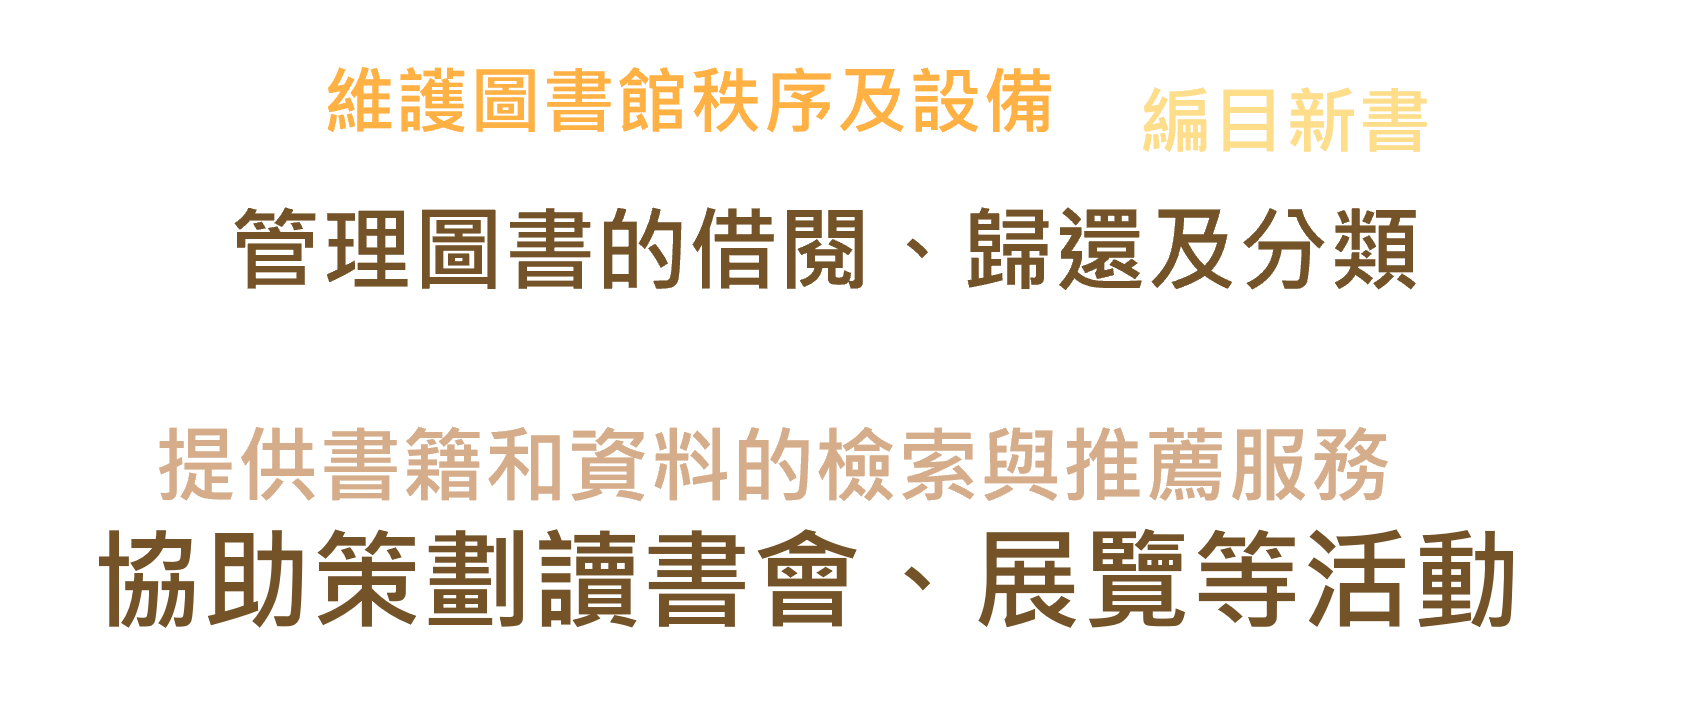 維護圖書館秩序及設備
編目新書
管理圖書的借閱、歸還及分類
提供書籍和資料的檢索與推薦服務
協助策劃讀書會、展覽等活動